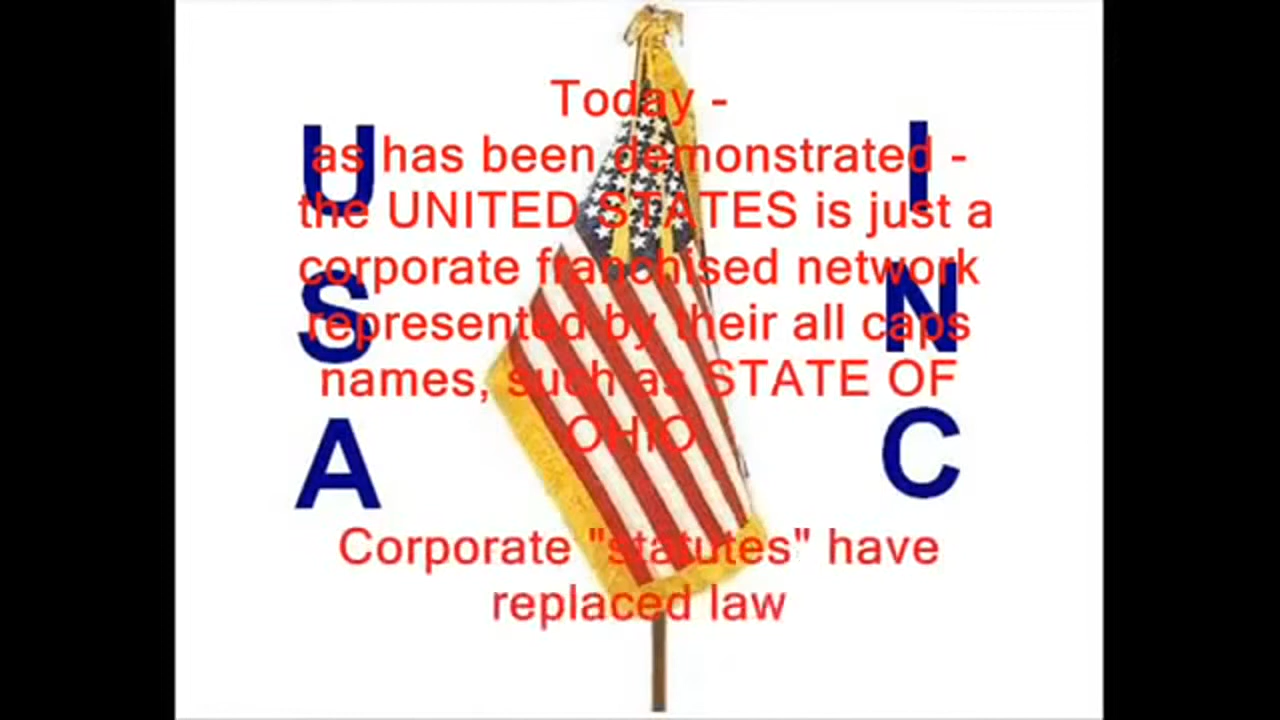 Today -
as has been demonstrated -
the UNITED STATES is just a
corporate franchised network
represented by their all caps
names, such as STATE OF
OHIO
Corporate "statutes" have
replaced law
U
S
A
I
N
C